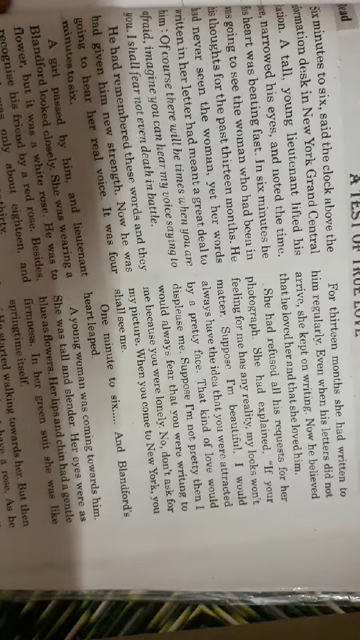 A TEST OF TRUE LOVE
Read
Six minutes to six, said the clock above the
information desk in New York Grand Central
A tall, young lieutenant lifted his
narrowed his eyes, and noted the time.
heart was beating fast. In six minutes he
going to see the woman who had been in
his thoughts for the past thirteen months. He
had never seen the woman, yet her words
written in her letter had meant a great deal to
him : Of course there will be times when you are
afraid, imagine you can hear my voice saying to
you, I shall fear not even death in battle.
He had remembered these words and they
had given him new strength. Now he was
going to hear her real voice. It was four
minutes to six.
A girl passed by him, and lieutenant
Blandford looked closely. She was wearing a
flower, but it was a white rose. Besides,
recognise his friend by a red rose. He was to
was only about eighteen, and
thirty.
For thirteen months she had written to
him regularly. Even when his letters did not
arrive, she kept on writing. Now he believed
that he loved her and that she loved him.
She had refused all his requests for her
photograph. She had explained, "If your
feeling for me has any reality, my looks won't
matter. Suppose I'm beautiful. I would
always have the idea that you were attracted
by a pretty face. That kind of love would
displease me. Suppose I'm not pretty then I
would always fear that you were writing to
me because you were lonely. No, don't ask for
my picture. When you come to New York, you
shall see me.
One minute to six.... And Blandford's
heart leaped.
A young woman was coming towards him.
She was tall and slender. Her eyes were as
blue as flowers. Her lips and chin had a gentle
firmness. In her green suit, she was like
springtime itself.
He started walking towards her. But then
have a rose. As he